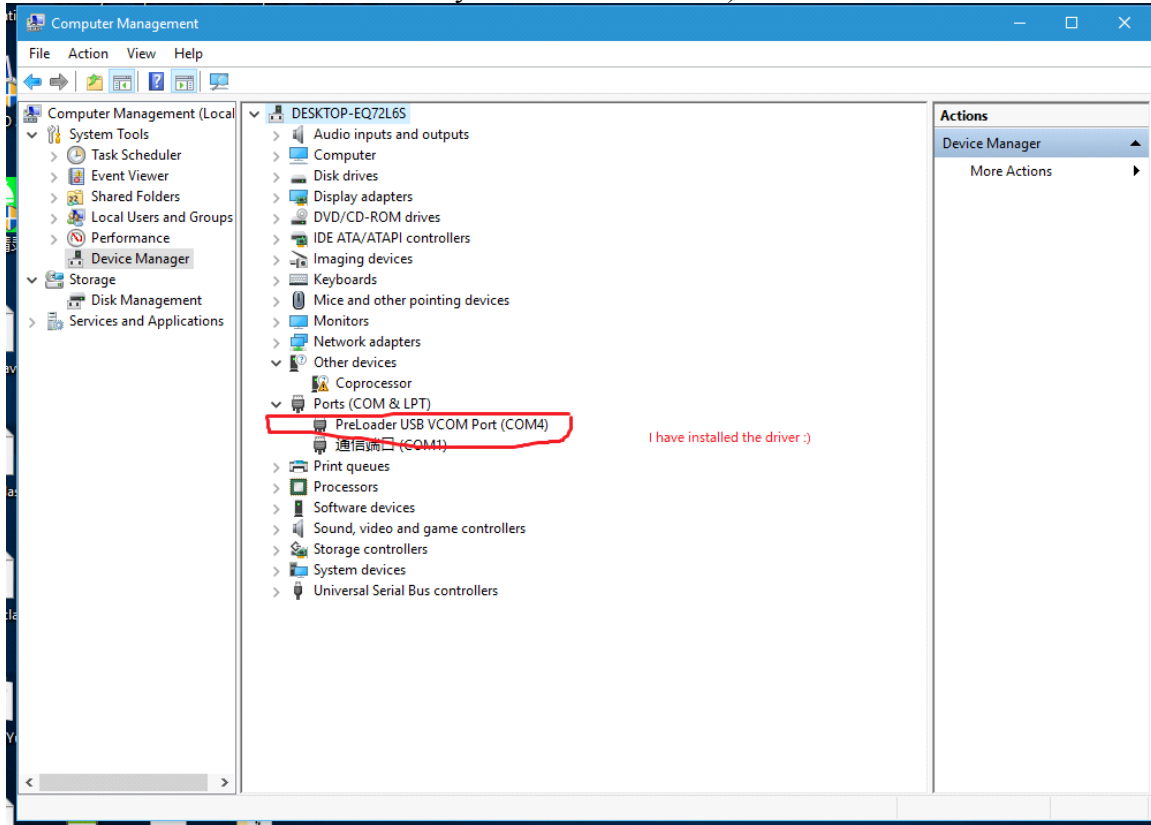 Computer Management
File Action View Help
Computer Management (Local
System Tools
Task Scheduler
Event Viewer
Shared Folders
Local Users and Groups
Performance
Device Manager
Storage
Disk Management
Services and Applications
DESKTOP-EQ72L6S
Audio inputs and outputs
Computer
Disk drives
Display adapters
DVD/CD-ROM drives
IDE ATA/ATAPI controllers
Imaging devices
Keyboards
Mice and other pointing devices
Monitors
Network adapters
Other devices
Coprocessor
Ports (COM & LPT)
PreLoader USB VCOM Port (COM4)
通信端口 (COM1)
Print queues
Processors
Software devices
Sound, video and game controllers
Storage controllers
System devices
Universal Serial Bus controllers
I have installed the driver :)
Actions
Device Manager
More Actions